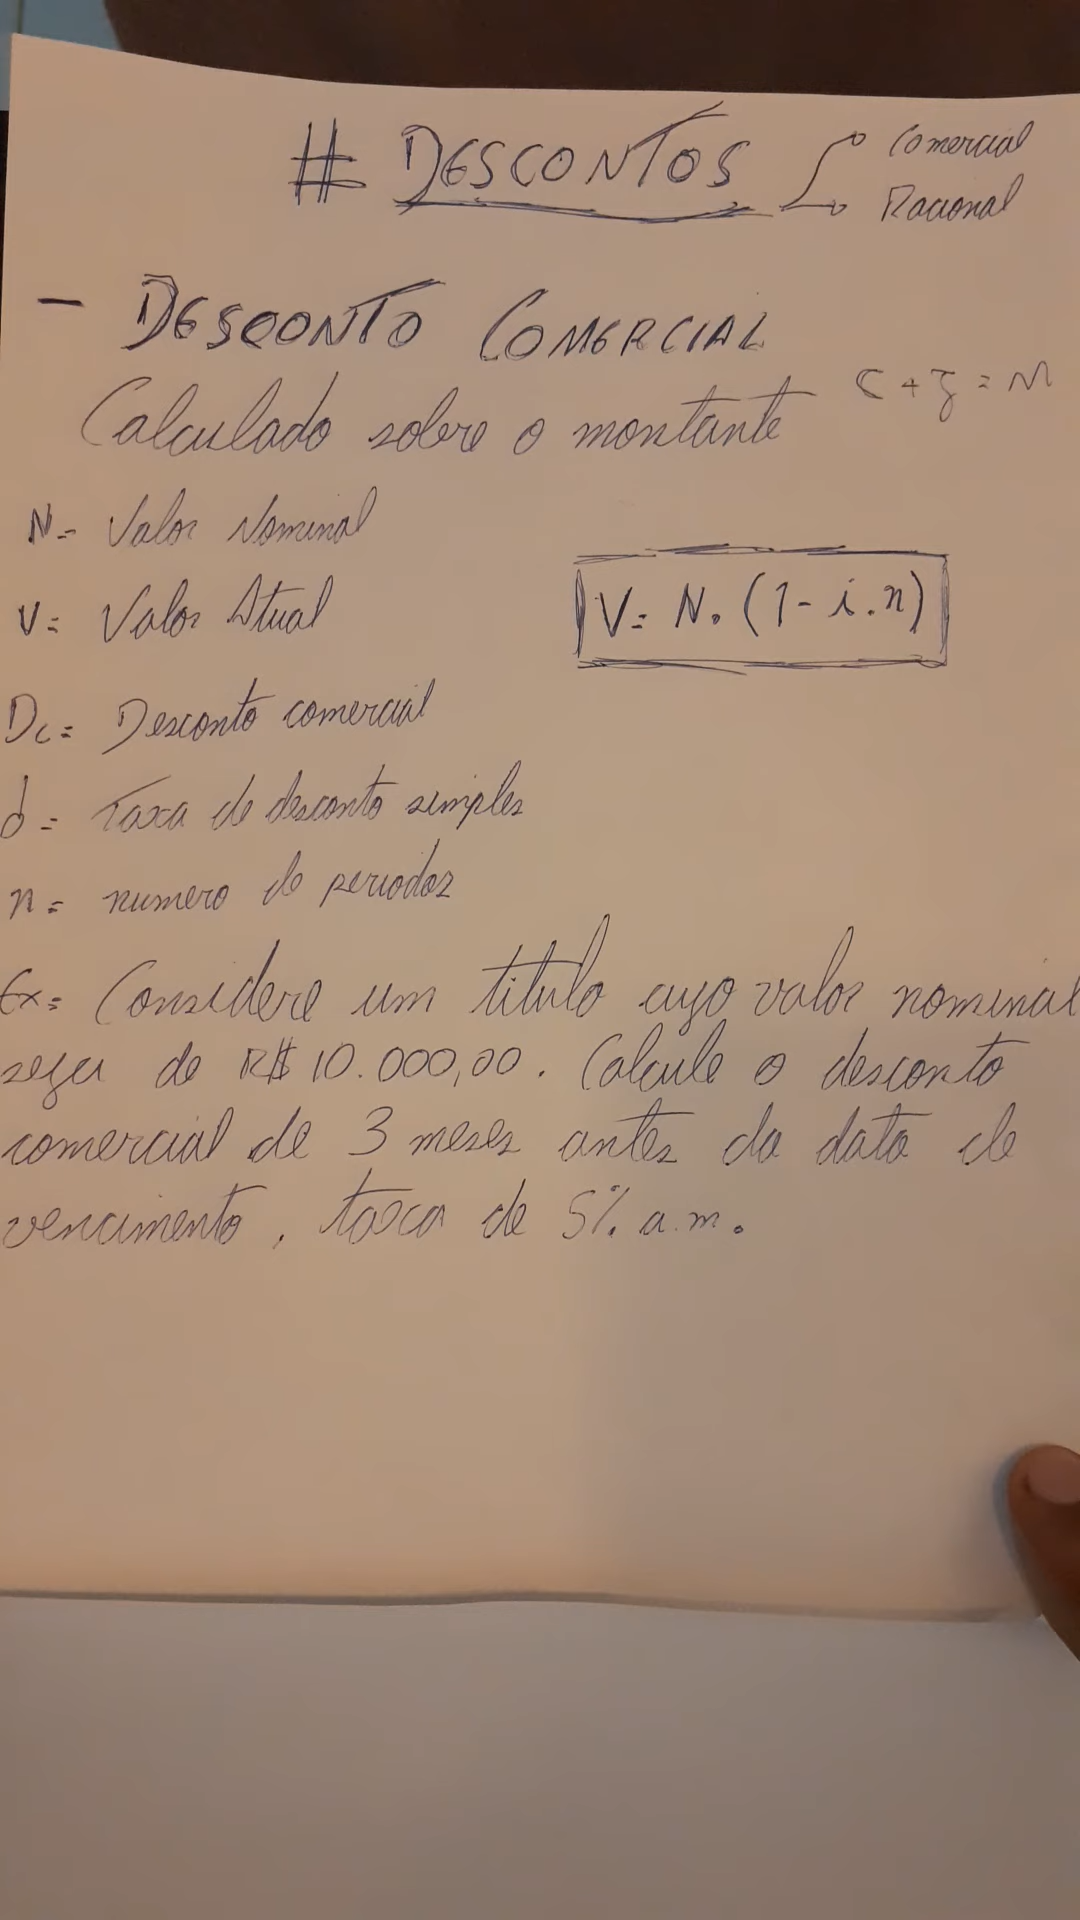 # DESCONTOS Comercial
Racional
- DESCONTO COMERCIAL
Calculado sobre o montante C + J = M
N= Valor Nominal
V= Valor Atual
V= N. (1- i.n)
Dc= Desconto comercial
d= Taxa de desconto simples
n= numero de periodos
Ex= Considere um titulo cujo valor nominal
seja de R$ 10.000,00. Calcule o desconto
comercial de 3 meses antes da data de
vencimento, taxa de 5% a.m.